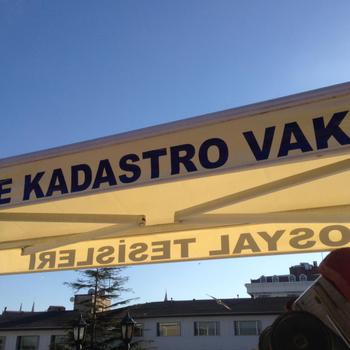 E KADASTRO VAK
OSYAL TESİSLERİ